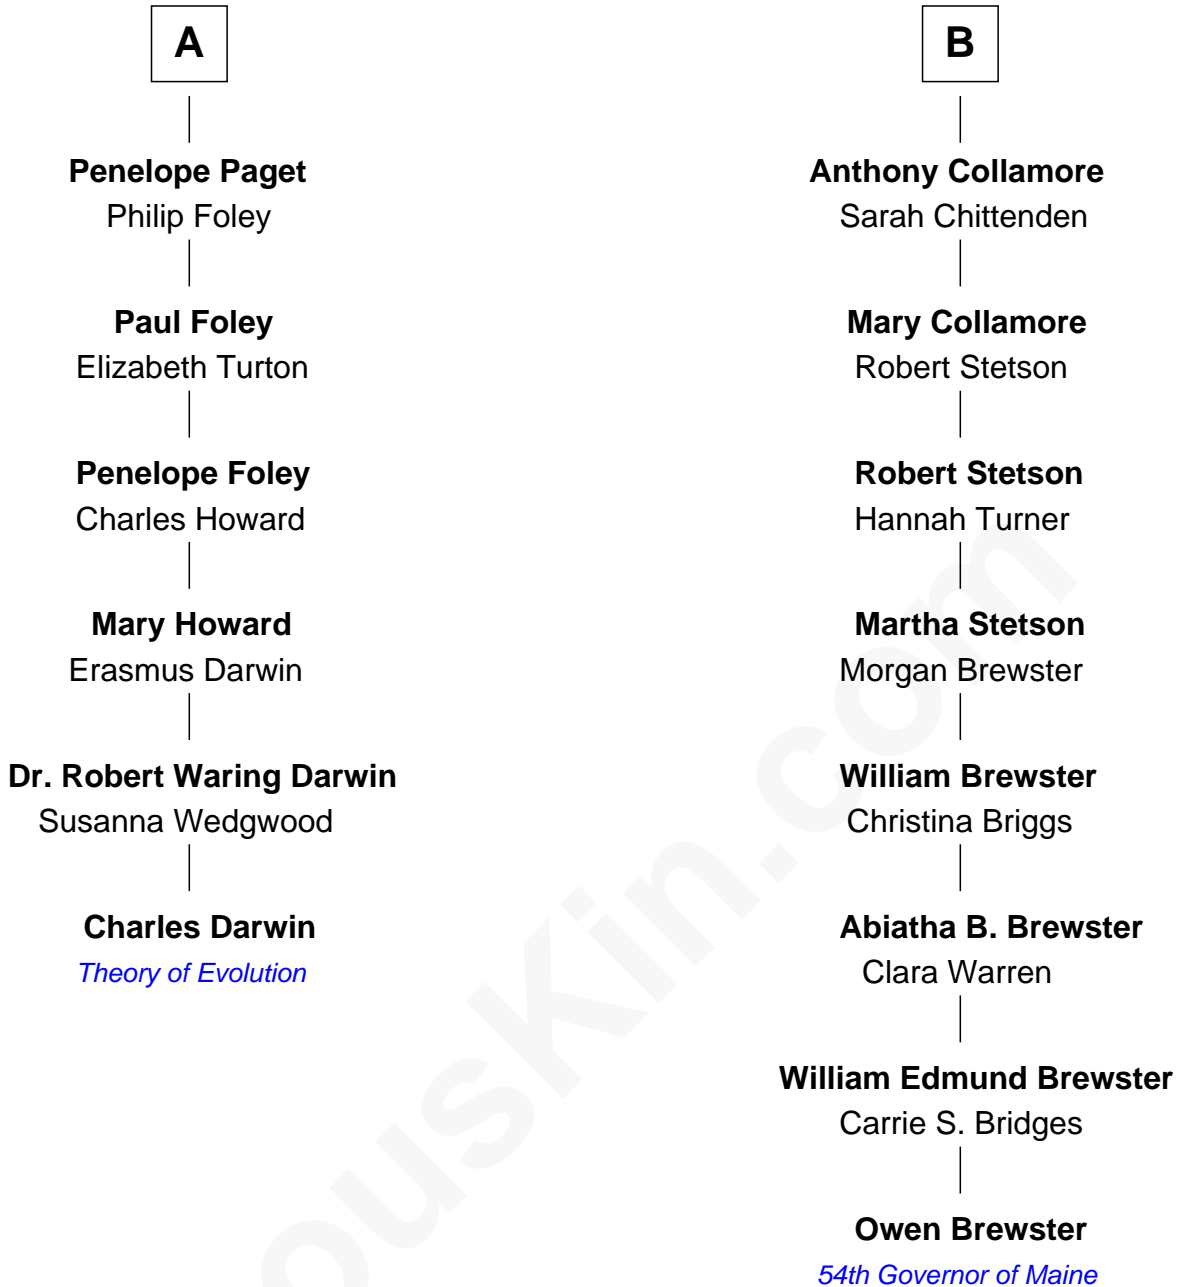 A
Penelope Paget
Philip Foley
Paul Foley
Elizabeth Turton
Penelope Foley
Charles Howard
Mary Howard
Erasmus Darwin
Dr. Robert Waring Darwin
Susanna Wedgwood
Charles Darwin
Theory of Evolution
B
Anthony Collamore
Sarah Chittenden
Mary Collamore
Robert Stetson
Robert Stetson
Hannah Turner
Martha Stetson
Morgan Brewster
William Brewster
Christina Briggs
Abiatha B. Brewster
Clara Warren
William Edmund Brewster
Carrie S. Bridges
Owen Brewster
54th Governor of Maine
ousKin.com